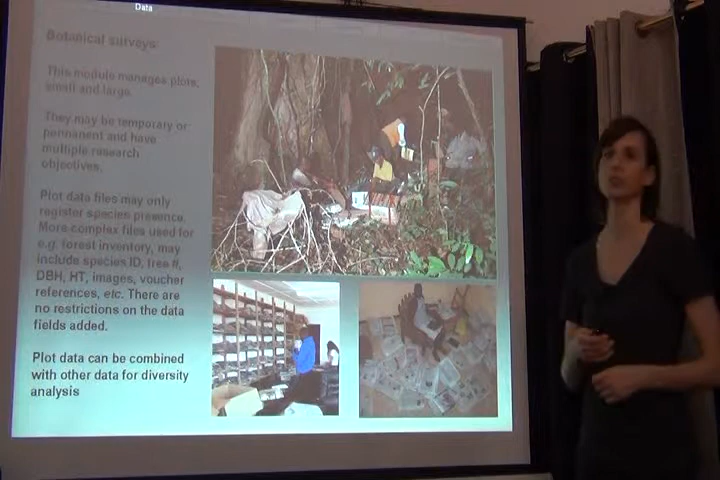 Data
Botanical surveys:
This module manages plots,
small and large.
They may be temporary or
permanent and have
multiple research
objectives.
Plot data files may only
register species presence.
More complex files used for
e.g. forest inventory, may
include species ID, tree #,
DBH, HT, images, voucher
references, etc. There are
no restrictions on the data
fields added.
Plot data can be combined
with other data for diversity
analysis